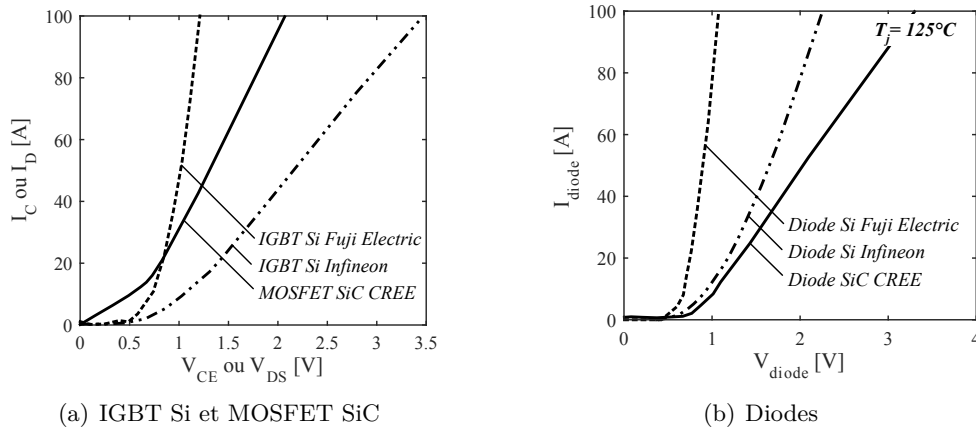 100
80
60
40
20
0
I_C ou I_D [A]
IGBT Si Fuji Electric
IGBT Si Infineon
MOSFET SiC CREE
0
0.5
1
1.5
2
2.5
3
3.5
V_CE ou V_DS [V]
(a) IGBT Si et MOSFET SiC
100
80
60
40
20
0
I_diode [A]
T_j= 125°C
Diode Si Fuji Electric
Diode Si Infineon
Diode SiC CREE
0
1
2
3
4
V_diode [V]
(b) Diodes